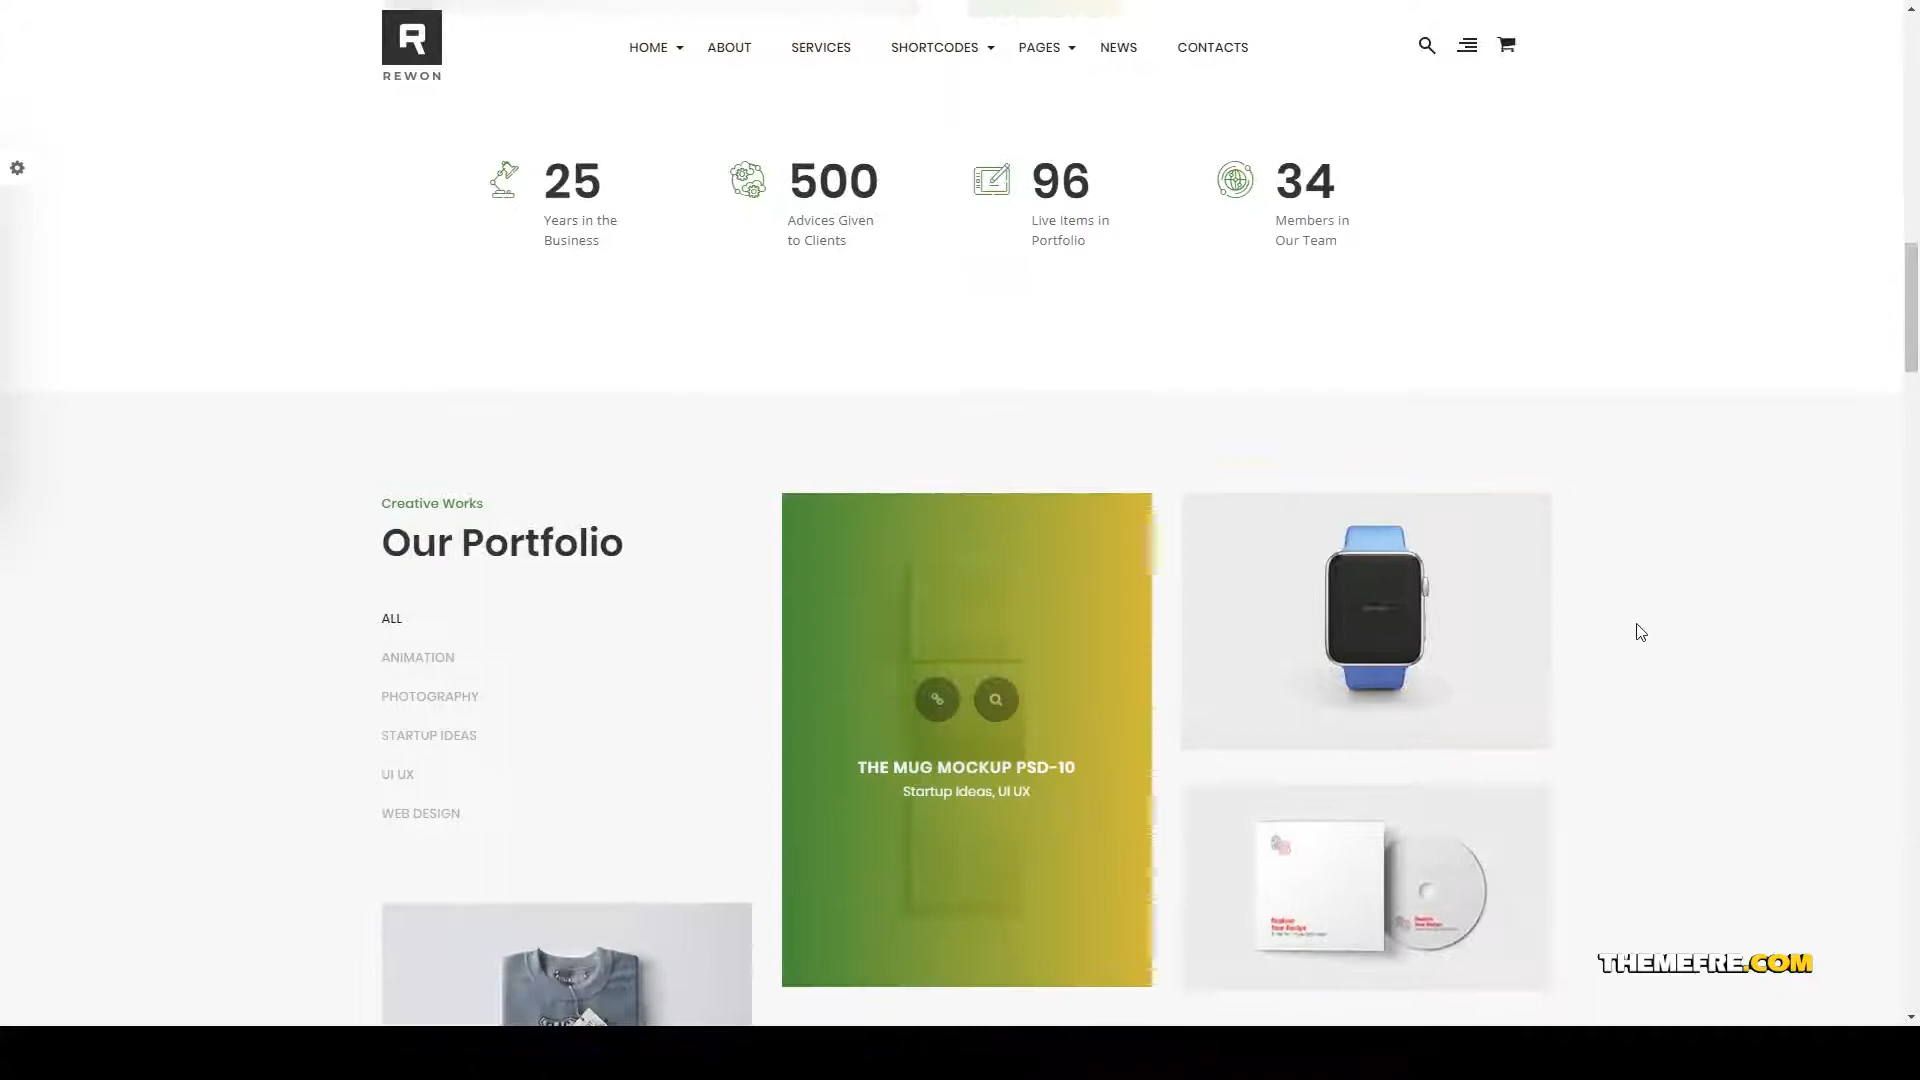 R
REWON
HOME
ABOUT
SERVICES
SHORTCODES
PAGES
NEWS
CONTACTS
25
Years in the
Business
500
Advices Given
to Clients
96
Live Items in
Portfolio
34
Members in
Our Team
Creative Works
Our Portfolio
ALL
ANIMATION
PHOTOGRAPHY
STARTUP IDEAS
UI UX
WEB DESIGN
THE MUG MOCKUP PSD-10
Startup Ideas, UI UX
THEMEFRE.COM